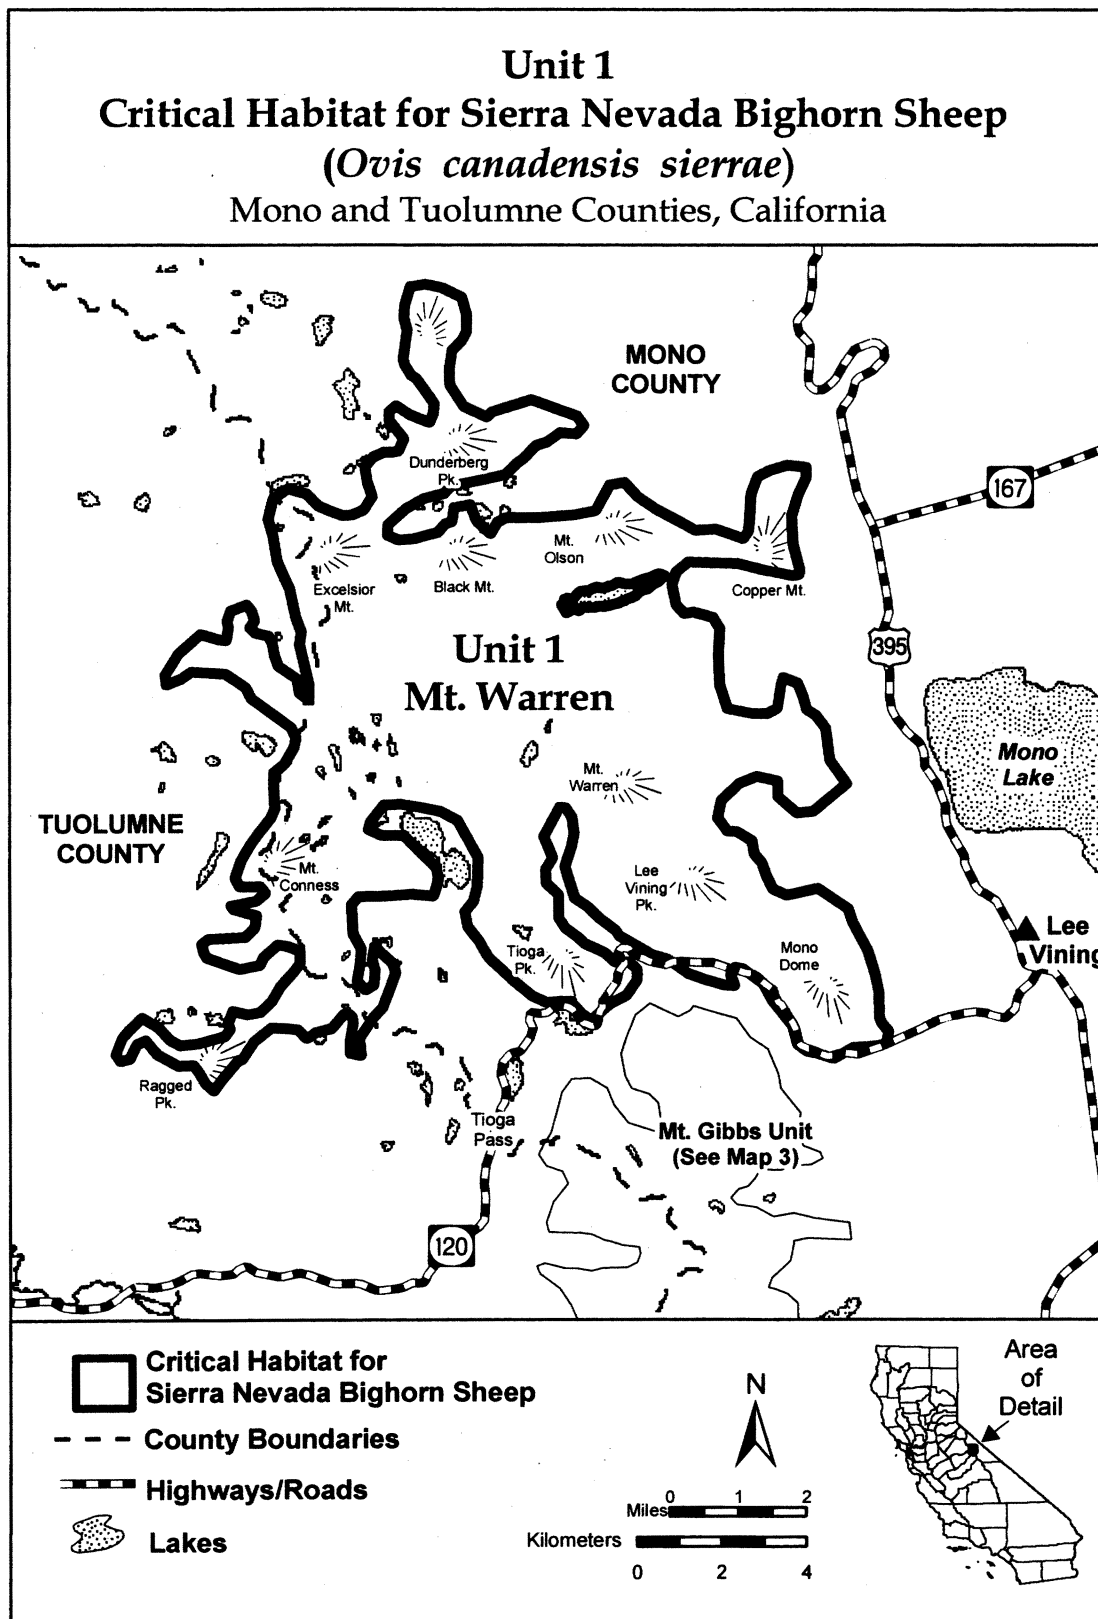 Unit 1
Critical Habitat for Sierra Nevada Bighorn Sheep
(Ovis canadensis sierrae)
Mono and Tuolumne Counties, California
MONO
COUNTY
167
Dunderberg
Pk.
Mt.
Olson
Excelsior
Mt.
Black Mt.
Copper Mt.
395
Unit 1
Mt. Warren
Mono
Lake
Mt.
Warren
TUOLUMNE
COUNTY
Mt.
Conness
Lee
Vining
Pk.
Lee
Vining
Mono
Dome
Tioga
Pk.
Ragged
Pk.
Tioga
Pass
Mt. Gibbs Unit
(See Map 3)
120
Critical Habitat for
Sierra Nevada Bighorn Sheep
County Boundaries
Highways/Roads
Lakes
N
0 1 2
Miles
Kilometers
0 2 4
Area
of
Detail